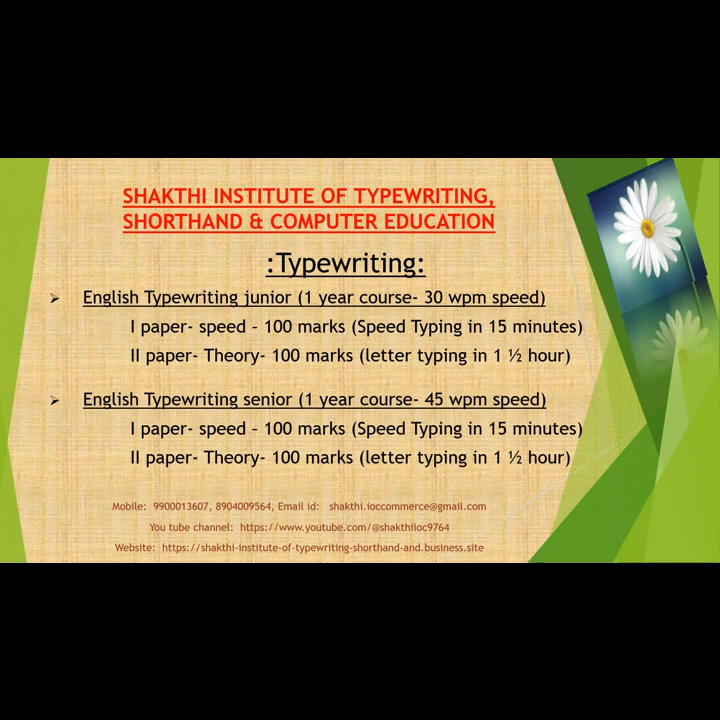 SHAKTHI INSTITUTE OF TYPEWRITING,
SHORTHAND & COMPUTER EDUCATION
:Typewriting:
➢ English Typewriting junior (1 year course- 30 wpm speed)
I paper- speed – 100 marks (Speed Typing in 15 minutes)
II paper- Theory- 100 marks (letter typing in 1 ½ hour)
➢ English Typewriting senior (1 year course- 45 wpm speed)
I paper- speed – 100 marks (Speed Typing in 15 minutes)
II paper- Theory- 100 marks (letter typing in 1 ½ hour)
Mobile: 9900013607, 8904009564, Email id: shakthi.ioccommerce@gmail.com
You tube channel: https://www.youtube.com/@shakthiioc9764
Website: https://shakthi-institute-of-typewriting-shorthand-and.business.site